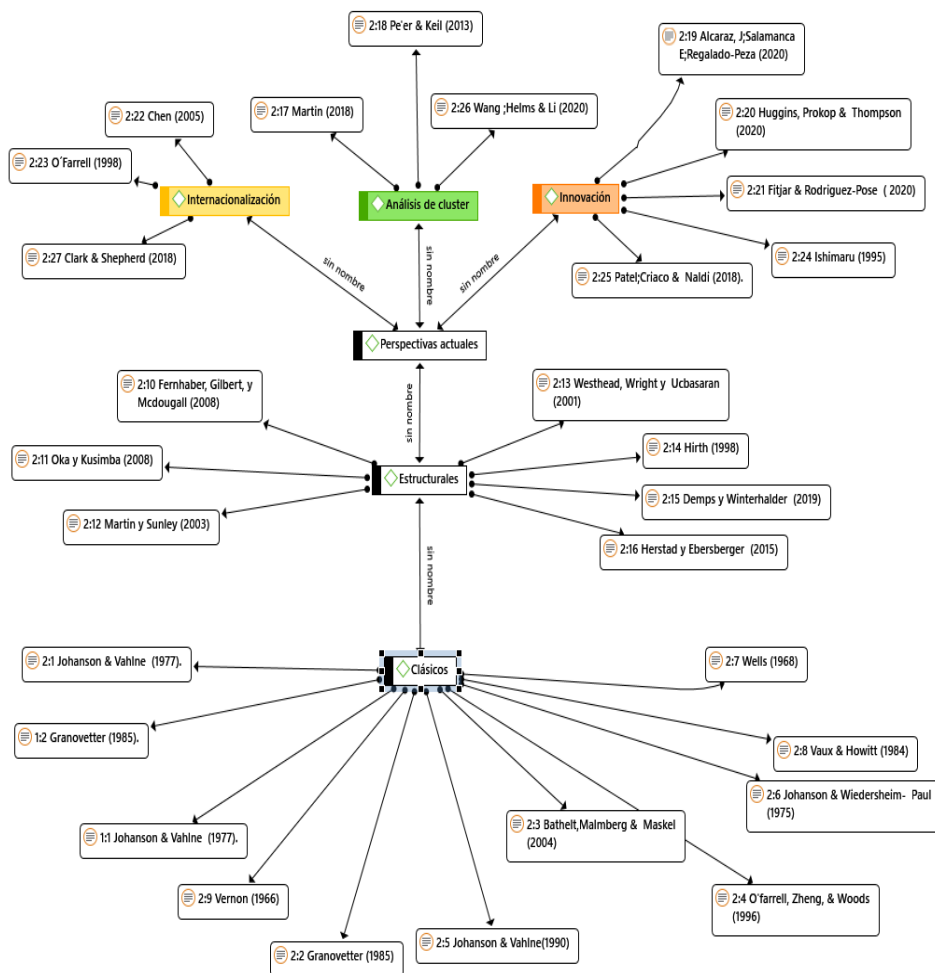 2:18 Pe'er & Keil (2013)
2:19 Alcaraz, J;Salamanca
E;Regalado-Peza (2020)
2:22 Chen (2005)
2:17 Martin (2018)
2:26 Wang ;Helms & Li (2020)
2:20 Huggins, Prokop & Thompson
(2020)
2:23 O´Farrell (1998)
Internacionalización
Análisis de cluster
Innovación
2:21 Fitjar & Rodriguez-Pose ( 2020)
2:27 Clark & Shepherd (2018)
2:24 Ishimaru (1995)
2:25 Patel;Criaco & Naldi (2018).
sin nombre
sin nombre
sin nombre
Perspectivas actuales
2:10 Fernhaber, Gilbert, y
Mcdougall (2008)
sin nombre
2:13 Westhead, Wright y Ucbasaran
(2001)
2:11 Oka y Kusimba (2008)
2:14 Hirth (1998)
Estructurales
2:15 Demps y Winterhalder (2019)
2:12 Martin y Sunley (2003)
2:16 Herstad y Ebersberger (2015)
sin nombre
2:1 Johanson & Vahlne (1977).
Clásicos
2:7 Wells (1968)
1:2 Granovetter (1985).
2:8 Vaux & Howitt (1984)
2:6 Johanson & Wiedersheim- Paul
(1975)
1:1 Johanson & Vahlne (1977).
2:3 Bathelt,Malmberg & Maskel
(2004)
2:9 Vernon (1966)
2:4 O'farrell, Zheng, & Woods
(1996)
2:2 Granovetter (1985)
2:5 Johanson & Vahlne(1990)